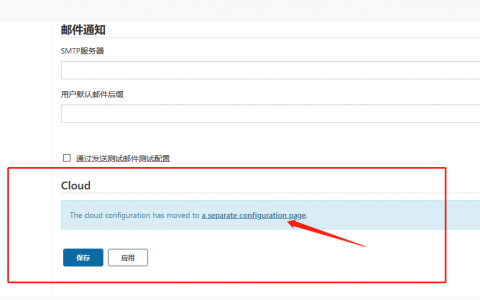 邮件通知
SMTP服务器
用户默认邮件后缀
通过发送测试邮件测试配置
Cloud
The cloud configuration has moved to a separate configuration page.
保存
应用